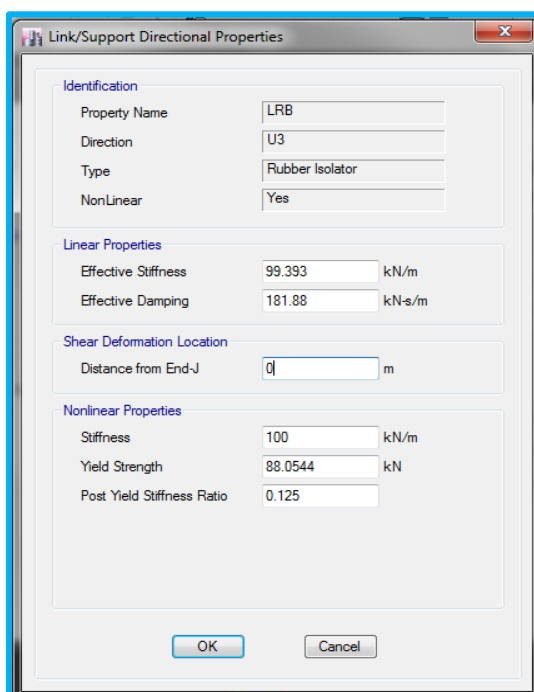 Link/Support Directional Properties
Identification
Property Name LRB
Direction U3
Type Rubber Isolator
NonLinear Yes
Linear Properties
Effective Stiffness 99.393 kN/m
Effective Damping 181.88 kN-s/m
Shear Deformation Location
Distance from End-J 0 m
Nonlinear Properties
Stiffness 100 kN/m
Yield Strength 88.0544 kN
Post Yield Stiffness Ratio 0.125
OK Cancel